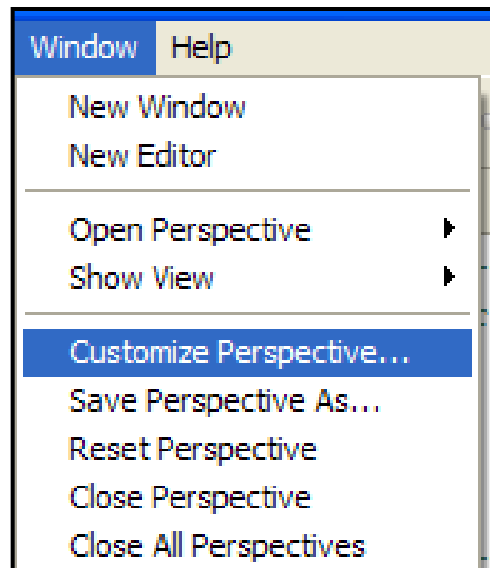 Window Help
New Window
New Editor
Open Perspective
Show View
Customize Perspective...
Save Perspective As...
Reset Perspective
Close Perspective
Close All Perspectives